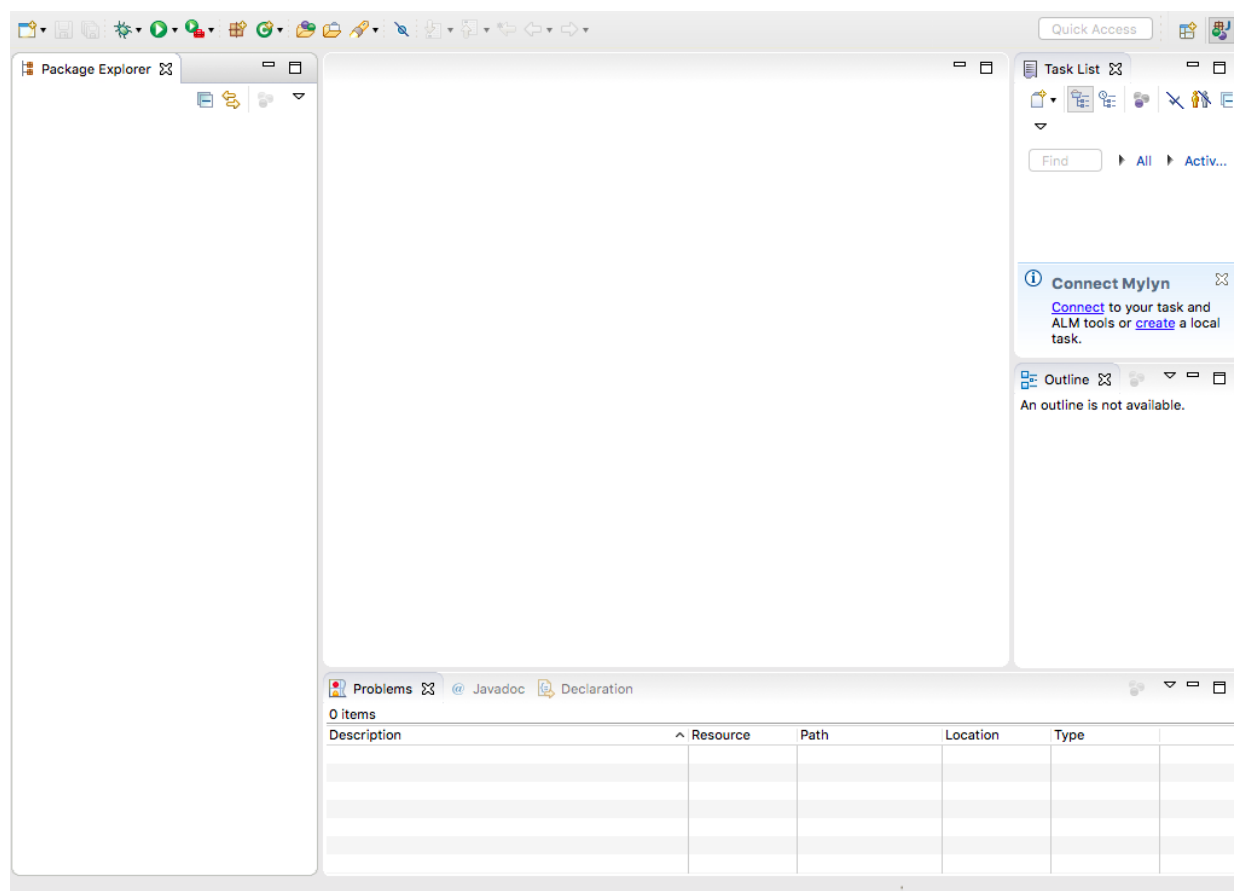 Quick Access
Package Explorer
Task List
Find
All
Activ...
Connect Mylyn
Connect to your task and
ALM tools or create a local
task.
Outline
An outline is not available.
Problems
@ Javadoc
Declaration
0 items
Description Resource Path Location Type